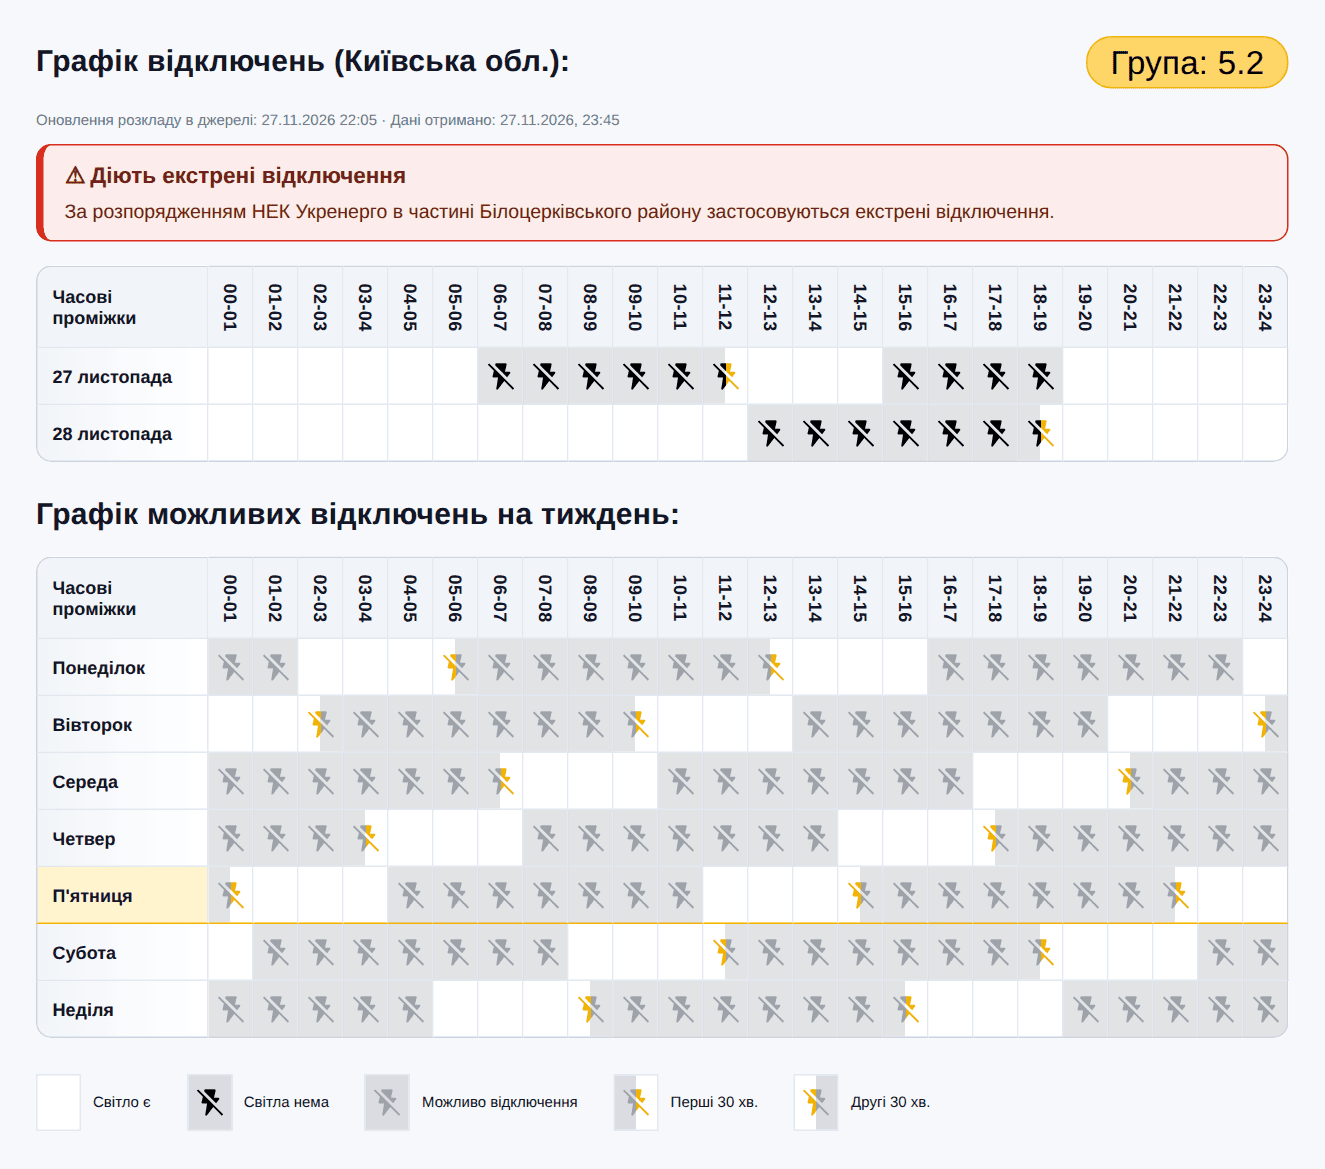 Графік відключень (Київська обл.):
Група: 5.2
Оновлення розкладу в джерелі: 27.11.2026 22:05 · Дані отримано: 27.11.2026, 23:45
⚠ Діють екстрені відключення
За розпорядженням НЕК Укренерго в частині Білоцерківського району застосовуються екстрені відключення.
Часові
проміжки
00-01 01-02 02-03 03-04 04-05 05-06 06-07 07-08 08-09 09-10 10-11 11-12 12-13 13-14 14-15 15-16 16-17 17-18 18-19 19-20 20-21 21-22 22-23 23-24
27 листопада
28 листопада
Графік можливих відключень на тиждень:
Часові
проміжки
00-01 01-02 02-03 03-04 04-05 05-06 06-07 07-08 08-09 09-10 10-11 11-12 12-13 13-14 14-15 15-16 16-17 17-18 18-19 19-20 20-21 21-22 22-23 23-24
Понеділок
Вівторок
Середа
Четвер
П'ятниця
Субота
Неділя
Світло є
Світла нема
Можливо відключення
Перші 30 хв.
Другі 30 хв.